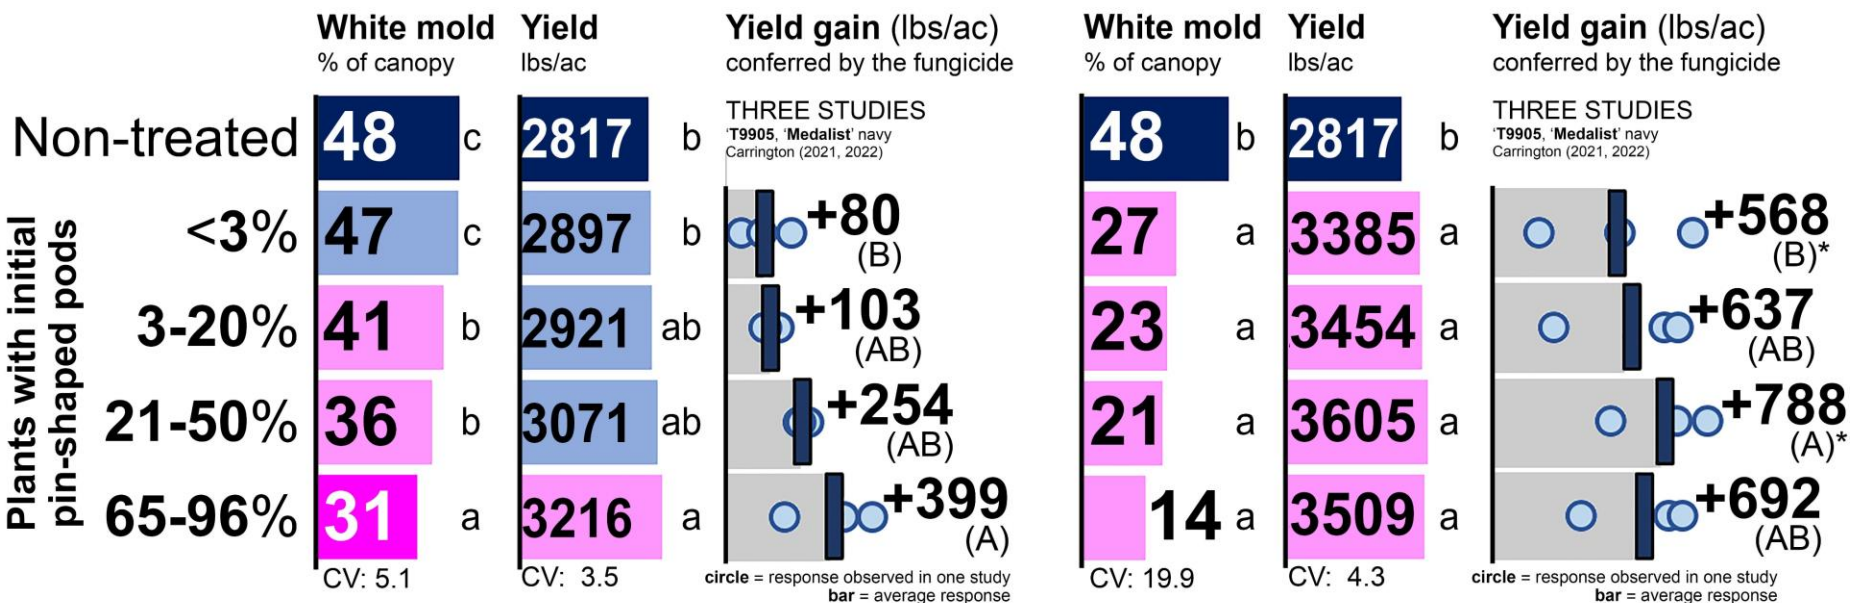 White mold Yield Yield gain (lbs/ac) White mold Yield Yield gain (lbs/ac)
% of canopy lbs/ac conferred by the fungicide % of canopy lbs/ac conferred by the fungicide
THREE STUDIES THREE STUDIES
'T9905, 'Medalist' navy 'T9905, 'Medalist' navy
Carrington (2021, 2022) Carrington (2021, 2022)
Non-treated 48 c 2817 b 48 b 2817 b
Plants with initial
pin-shaped pods
<3% 47 c 2897 b +80 27 a 3385 a +568
(B) (B)*
3-20% 41 b 2921 ab +103 23 a 3454 a +637
(AB) (AB)
21-50% 36 b 3071 ab +254 21 a 3605 a +788
(AB) (A)*
65-96% 31 a 3216 a +399 14 a 3509 a +692
(A) (AB)
CV: 5.1 CV: 3.5 circle = response observed in one study CV: 19.9 CV: 4.3 circle = response observed in one study
bar = average response bar = average response